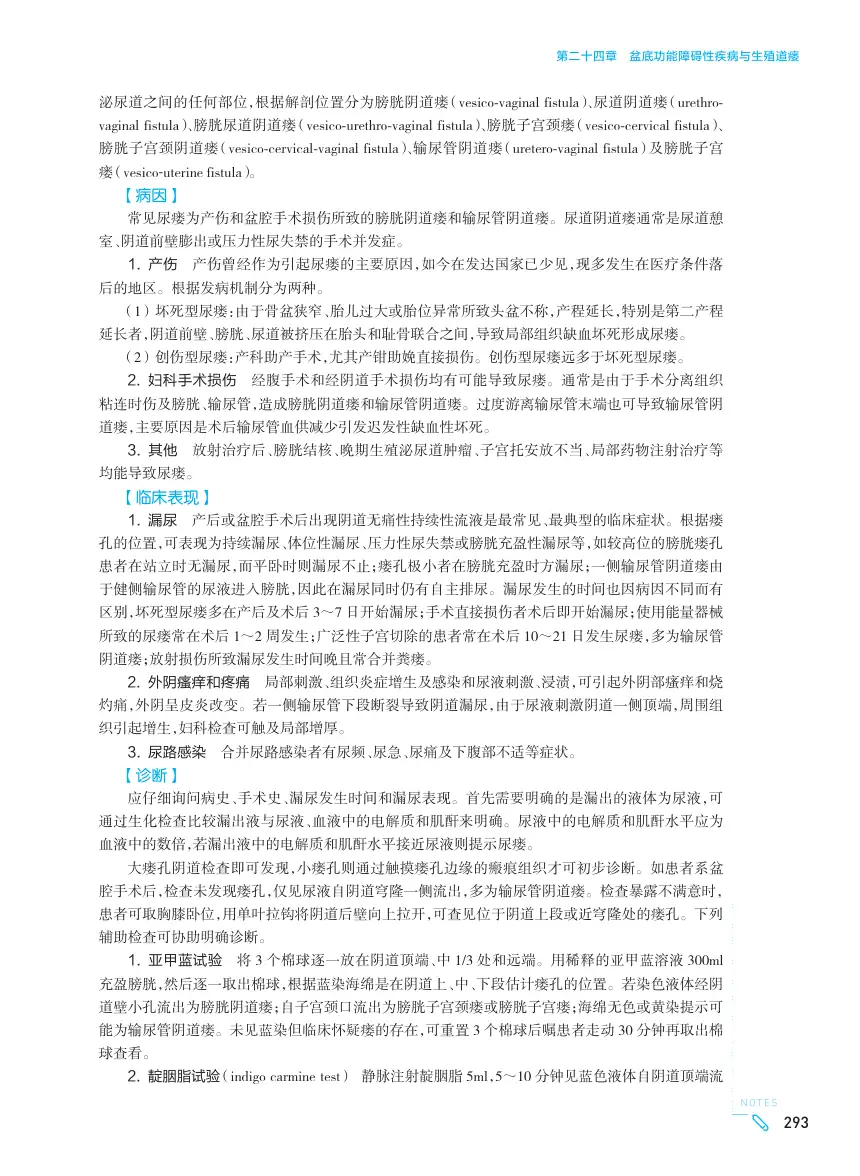 第二十四章 盆底功能障碍性疾病与生殖道瘘
泌尿道之间的任何部位,根据解剖位置分为膀胱阴道瘘(vesico-vaginal fistula)、尿道阴道瘘(urethro-
vaginal fistula)、膀胱尿道阴道瘘(vesico-urethro-vaginal fistula)、膀胱子宫颈瘘(vesico-cervical fistula)、
膀胱子宫颈阴道瘘(vesico-cervical-vaginal fistula)、输尿管阴道瘘(uretero-vaginal fistula)及膀胱子宫
瘘(vesico-uterine fistula)。
【病因】
常见尿瘘为产伤和盆腔手术损伤所致的膀胱阴道瘘和输尿管阴道瘘。尿道阴道瘘通常是尿道憩
室、阴道前壁膨出或压力性尿失禁的手术并发症。
1. 产伤 产伤曾经作为引起尿瘘的主要原因,如今在发达国家已少见,现多发生在医疗条件落
后的地区。根据发病机制分为两种。
(1)坏死型尿瘘:由于骨盆狭窄、胎儿过大或胎位异常所致头盆不称,产程延长,特别是第二产程
延长者,阴道前壁、膀胱、尿道被挤压在胎头和耻骨联合之间,导致局部组织缺血坏死形成尿瘘。
(2)创伤型尿瘘:产科助产手术,尤其产钳助娩直接损伤。创伤型尿瘘远多于坏死型尿瘘。
2. 妇科手术损伤 经腹手术和经阴道手术损伤均有可能导致尿瘘。通常是由于手术分离组织
粘连时伤及膀胱、输尿管,造成膀胱阴道瘘和输尿管阴道瘘。过度游离输尿管末端也可导致输尿管阴
道瘘,主要原因是术后输尿管血供减少引发迟发性缺血性坏死。
3. 其他 放射治疗后、膀胱结核、晚期生殖泌尿道肿瘤、子宫托安放不当、局部药物注射治疗等
均能导致尿瘘。
【临床表现】
1. 漏尿 产后或盆腔手术后出现阴道无痛性持续性流液是最常见、最典型的临床症状。根据瘘
孔的位置,可表现为持续漏尿、体位性漏尿、压力性尿失禁或膀胱充盈性漏尿等,如较高位的膀胱瘘孔
患者在站立时无漏尿,而平卧时则漏尿不止;瘘孔极小者在膀胱充盈时方漏尿;一侧输尿管阴道瘘由
于健侧输尿管的尿液进入膀胱,因此在漏尿同时仍有自主排尿。漏尿发生的时间也因病因不同而有
区别,坏死型尿瘘多在产后及术后 3~7 日开始漏尿;手术直接损伤者术后即开始漏尿;使用能量器械
所致的尿瘘常在术后 1~2 周发生;广泛性子宫切除的患者常在术后 10~21 日发生尿瘘,多为输尿管
阴道瘘;放射损伤所致漏尿发生时间晚且常合并粪瘘。
2. 外阴瘙痒和疼痛 局部刺激、组织炎症增生及感染和尿液刺激、浸渍,可引起外阴部瘙痒和烧
灼痛,外阴呈皮炎改变。若一侧输尿管下段断裂导致阴道漏尿,由于尿液刺激阴道一侧顶端,周围组
织引起增生,妇科检查可触及局部增厚。
3. 尿路感染 合并尿路感染者有尿频、尿急、尿痛及下腹部不适等症状。
【诊断】
应仔细询问病史、手术史、漏尿发生时间和漏尿表现。首先需要明确的是漏出的液体为尿液,可
通过生化检查比较漏出液与尿液、血液中的电解质和肌酐来明确。尿液中的电解质和肌酐水平应为
血液中的数倍,若漏出液中的电解质和肌酐水平接近尿液则提示尿瘘。
大瘘孔阴道检查即可发现,小瘘孔则通过触摸瘘孔边缘的瘢痕组织才可初步诊断。如患者系盆
腔手术后,检查未发现瘘孔,仅见尿液自阴道穹隆一侧流出,多为输尿管阴道瘘。检查暴露不满意时,
患者可取胸膝卧位,用单叶拉钩将阴道后壁向上拉开,可查见位于阴道上段或近穹隆处的瘘孔。下列
辅助检查可协助明确诊断。
1. 亚甲蓝试验 将 3 个棉球逐一放在阴道顶端、中 1/3 处和远端。用稀释的亚甲蓝溶液 300ml
充盈膀胱,然后逐一取出棉球,根据蓝染海绵是在阴道上、中、下段估计瘘孔的位置。若染色液体经阴
道壁小孔流出为膀胱阴道瘘;自子宫颈口流出为膀胱子宫颈瘘或膀胱子宫瘘;海绵无色或黄染提示可
能为输尿管阴道瘘。未见蓝染但临床怀疑瘘的存在,可重置 3 个棉球后嘱患者走动 30 分钟再取出棉
球查看。
2. 靛胭脂试验(indigo carmine test) 静脉注射靛胭脂 5ml,5~10 分钟见蓝色液体自阴道顶端流
NOTES
293